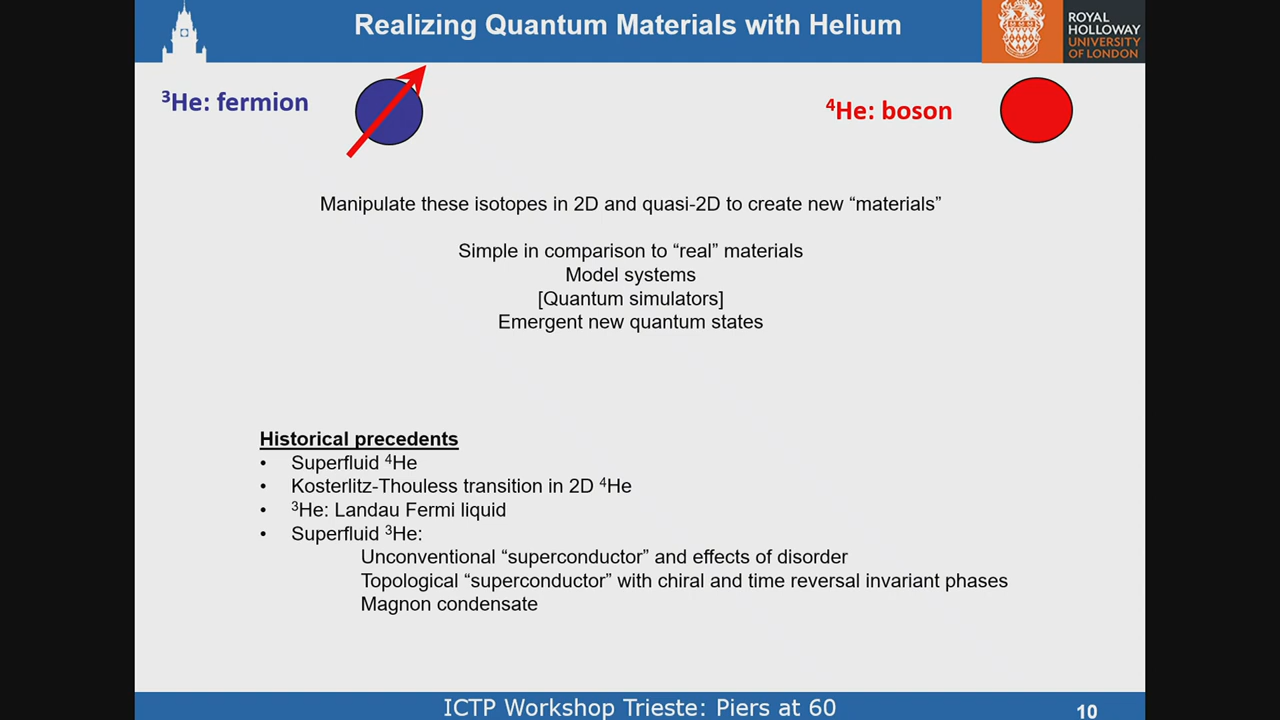 Realizing Quantum Materials with Helium
ROYAL
HOLLOWAY
UNIVERSITY
OF LONDON
³He: fermion
⁴He: boson
Manipulate these isotopes in 2D and quasi-2D to create new “materials”
Simple in comparison to “real” materials
Model systems
[Quantum simulators]
Emergent new quantum states
Historical precedents
• Superfluid ⁴He
• Kosterlitz-Thouless transition in 2D ⁴He
• ³He: Landau Fermi liquid
• Superfluid ³He:
Unconventional “superconductor” and effects of disorder
Topological “superconductor” with chiral and time reversal invariant phases
Magnon condensate
ICTP Workshop Trieste: Piers at 60
10